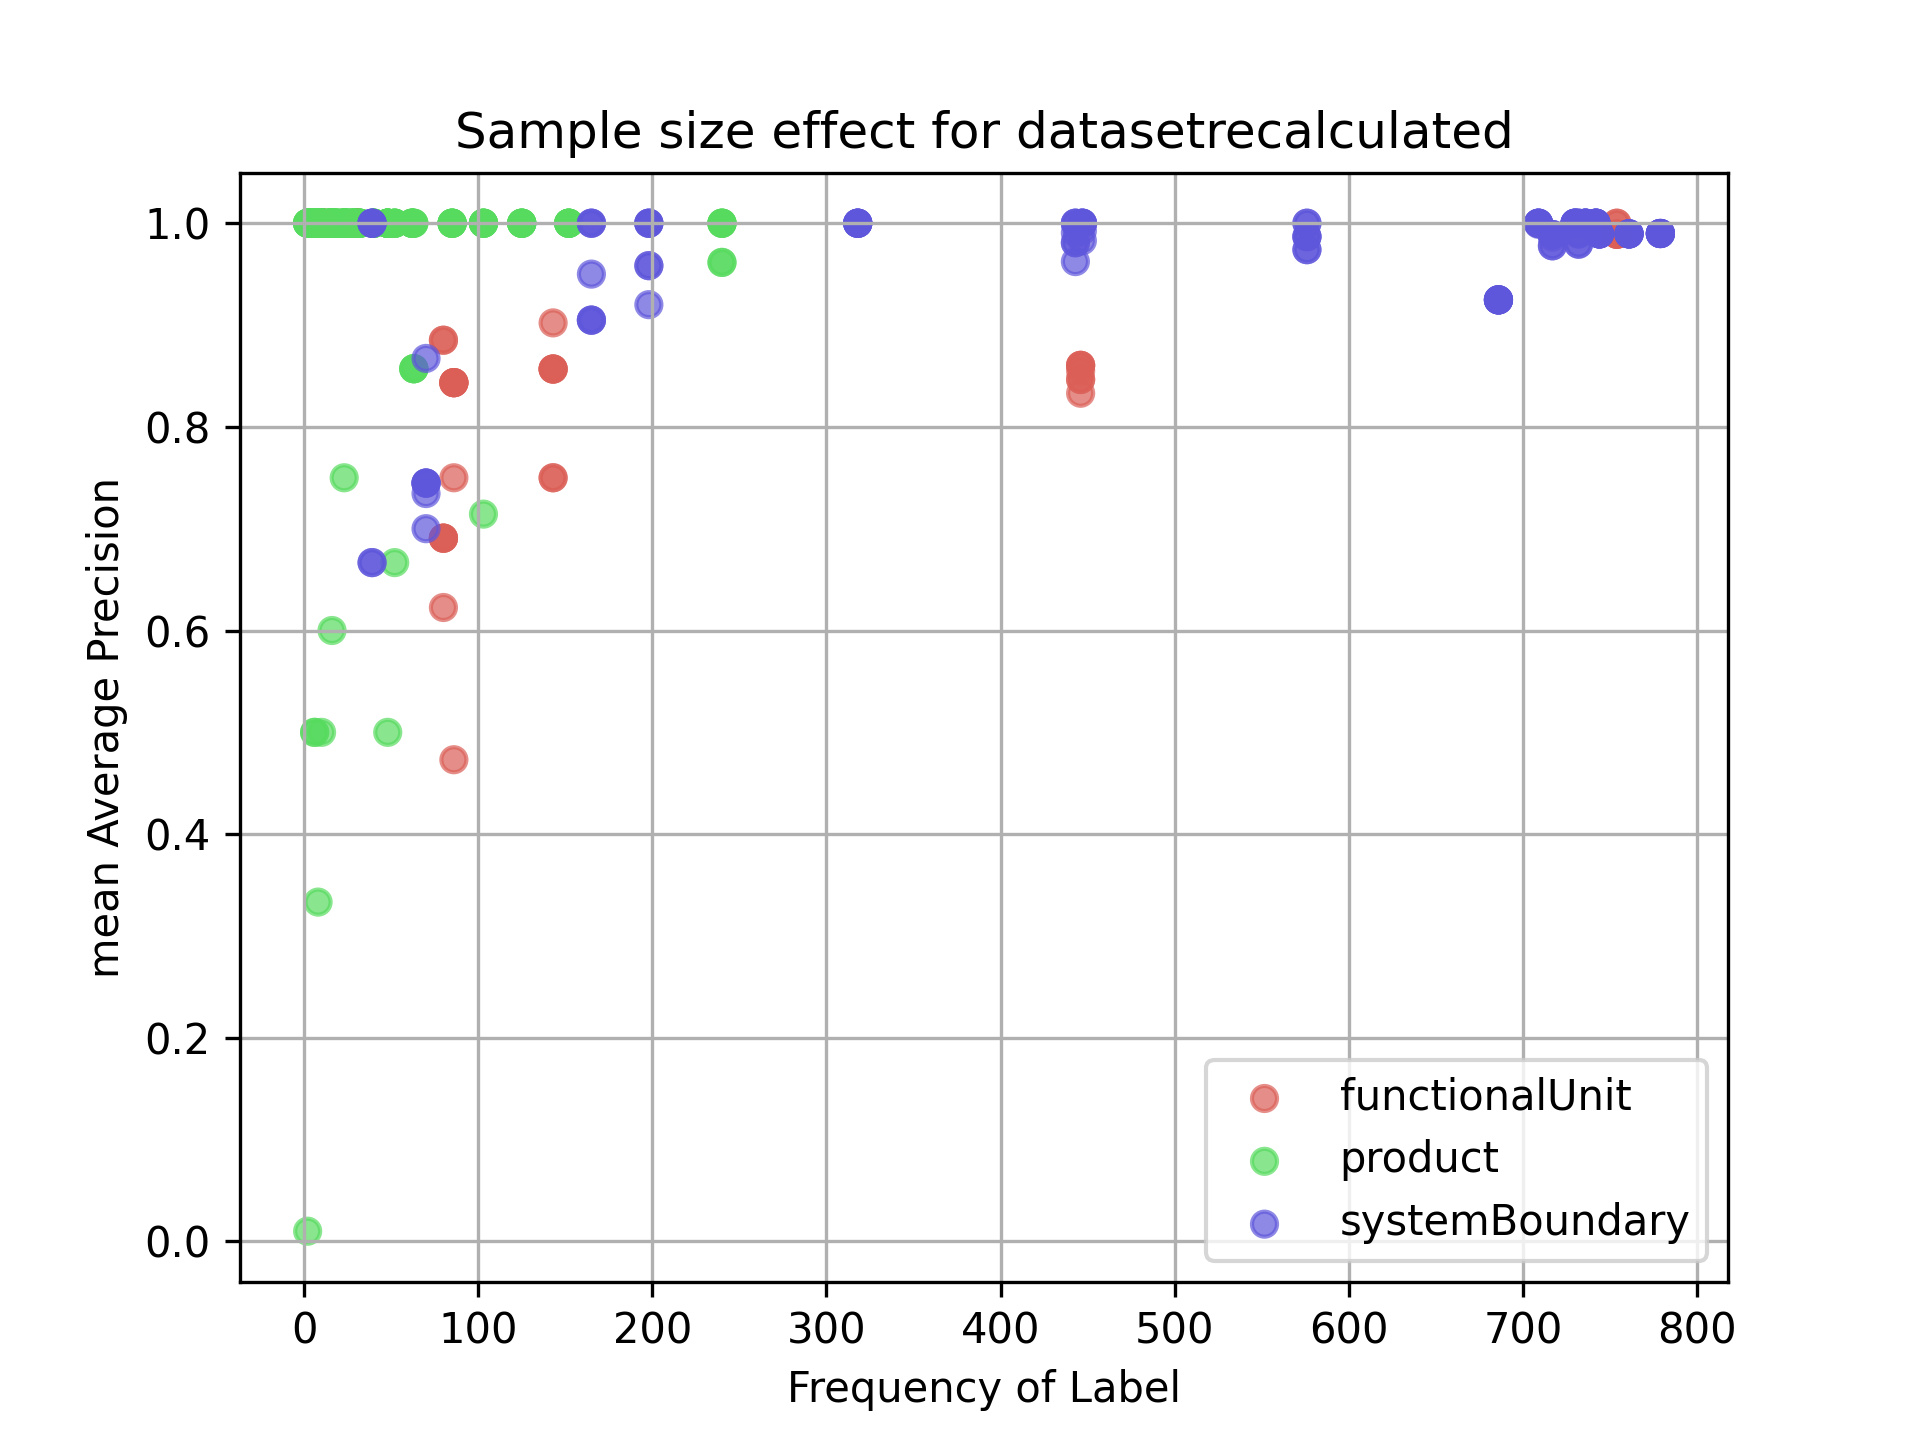 Sample size effect for datasetrecalculated
mean Average Precision
1.0
0.8
0.6
0.4
0.2
0.0
functionalUnit
product
systemBoundary
0 100 200 300 400 500 600 700 800
Frequency of Label